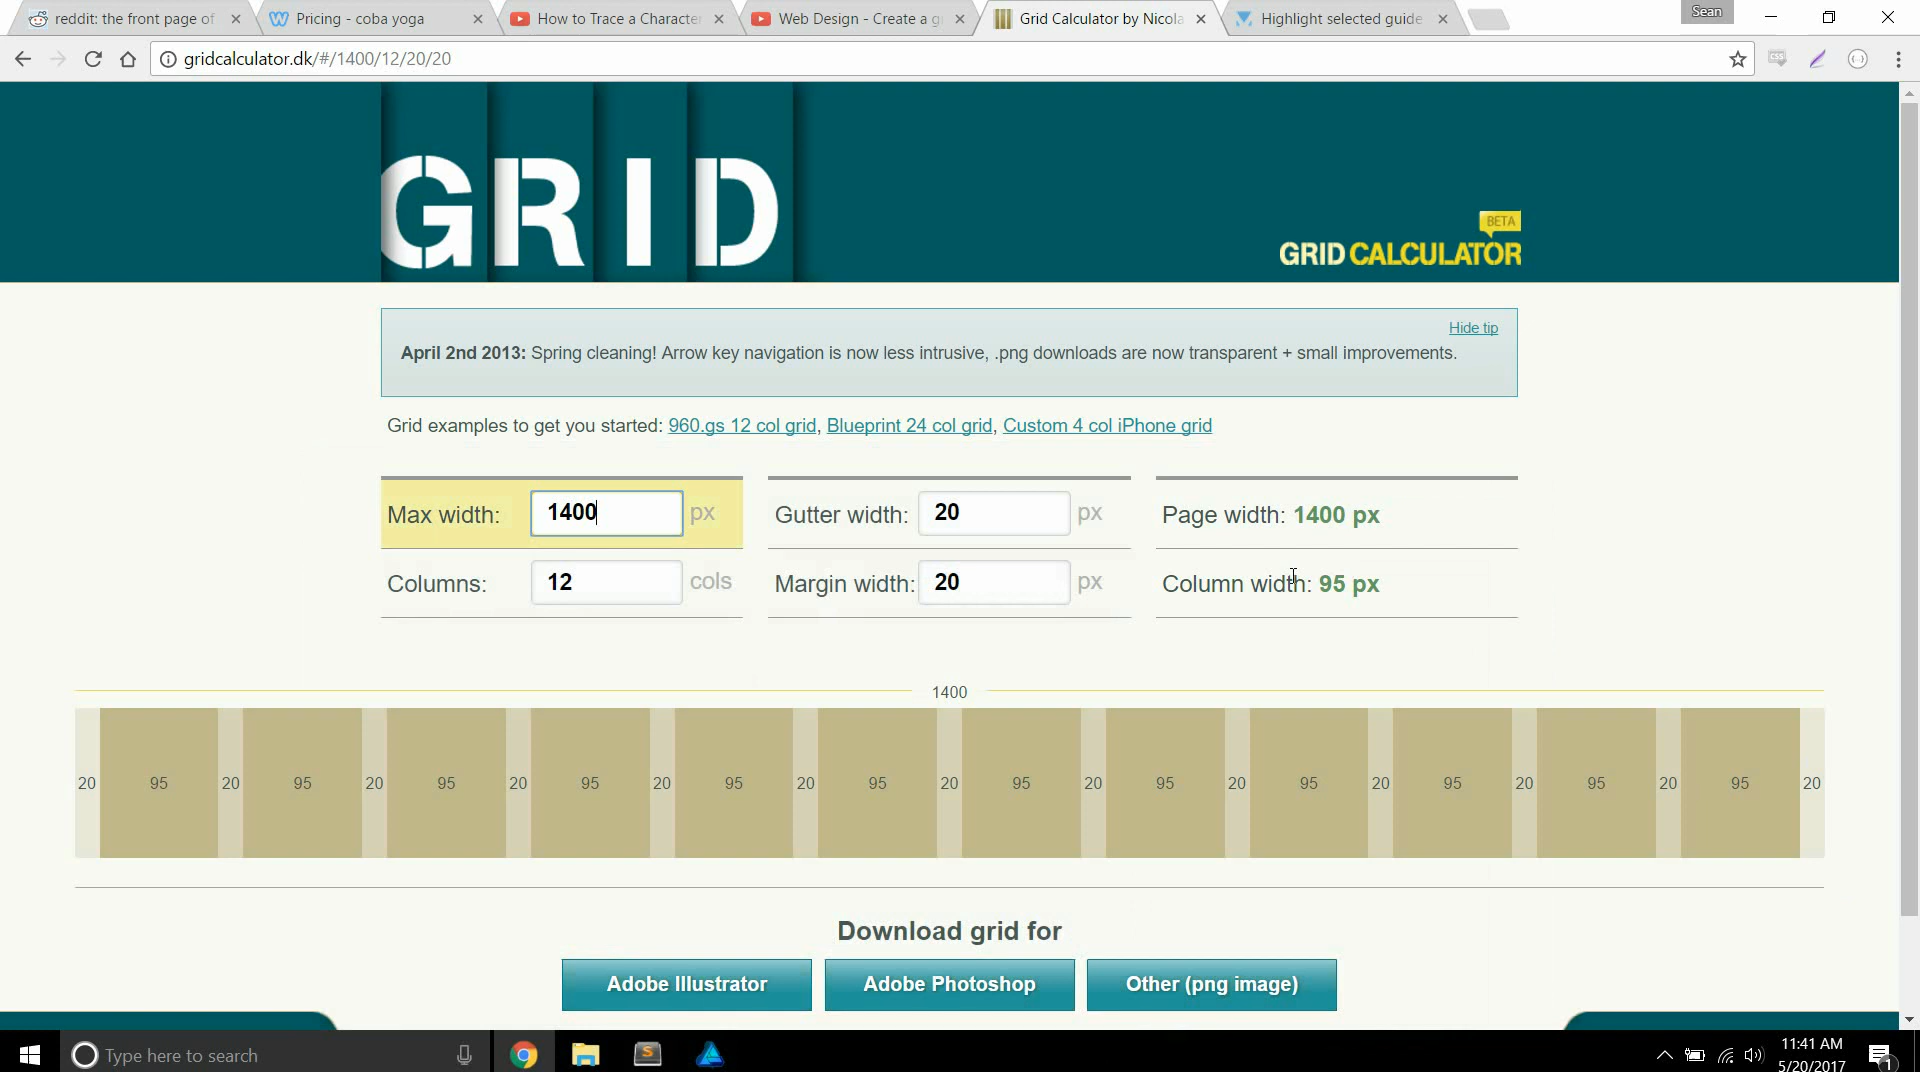 reddit: the front page of
Pricing - coba yoga
How to Trace a Characte
Web Design - Create a g
Grid Calculator by Nicola
Highlight selected guide
Sean
gridcalculator.dk/#/1400/12/20/20
GRID
BETA
GRIDCALCULATOR
Hide tip
April 2nd 2013: Spring cleaning! Arrow key navigation is now less intrusive, .png downloads are now transparent + small improvements.
Grid examples to get you started: 960.gs 12 col grid, Blueprint 24 col grid, Custom 4 col iPhone grid
Max width: 1400 px
Gutter width: 20 px
Page width: 1400 px
Columns: 12 cols
Margin width: 20 px
Column width: 95 px
1400
20 95 20 95 20 95 20 95 20 95 20 95 20 95 20 95 20 95 20 95 20 95 20 95 20
Download grid for
Adobe Illustrator
Adobe Photoshop
Other (png image)
Type here to search
11:41 AM
5/20/2017
1